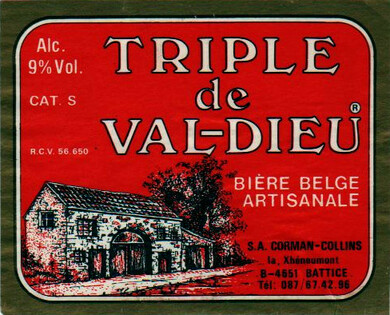 Alc.
9% Vol.
CAT. S
R.C.V. 56.650
TRIPLE
de
VAL-DIEU ®
BIÈRE BELGE
ARTISANALE
S.A. CORMAN-COLLINS
1a, Xhéneumont
B-4651 BATTICE
Tél: 087/67.42.96